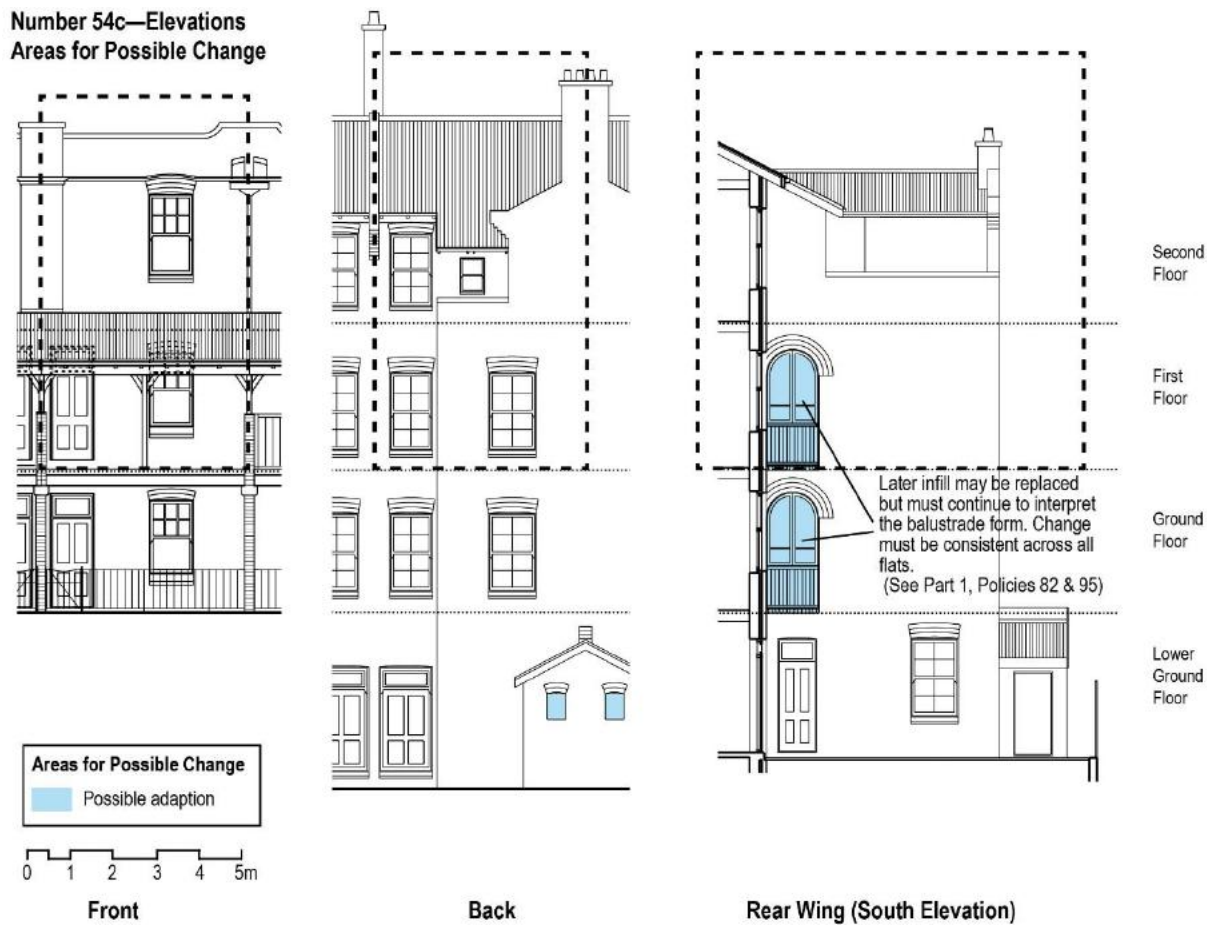 Number 54c—Elevations
Areas for Possible Change
Second
Floor
First
Floor
Later infill may be replaced
but must continue to interpret
the balustrade form. Change
must be consistent across all
flats.
(See Part 1, Policies 82 & 95)
Ground
Floor
Lower
Ground
Floor
Areas for Possible Change
Possible adaption
0 1 2 3 4 5m
Front
Back
Rear Wing (South Elevation)